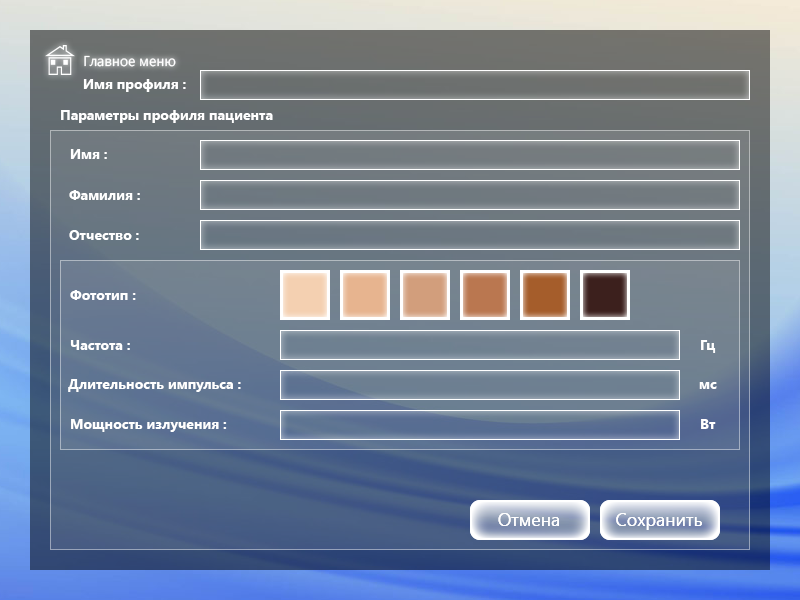 Главное меню
Имя профиля :
Параметры профиля пациента
Имя :
Фамилия :
Отчество :
Фототип :
Частота : Гц
Длительность импульса : мс
Мощность излучения : Вт
Отмена Сохранить